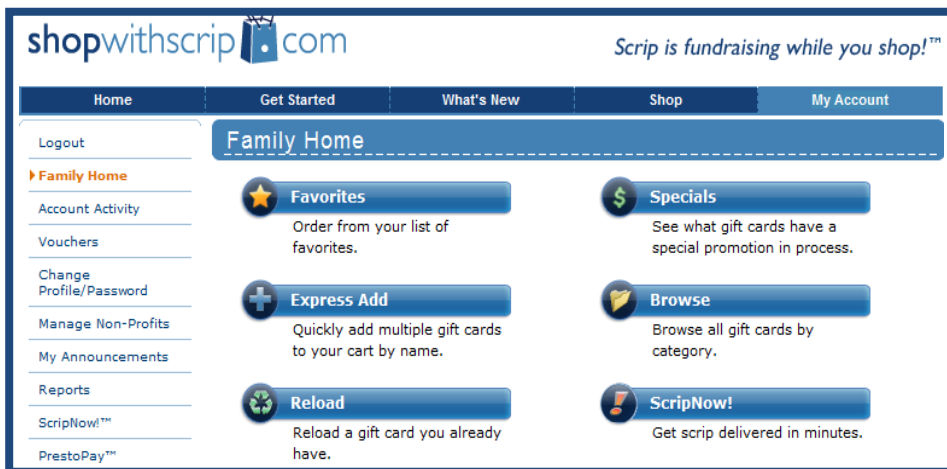 shopwithscrip.com
Scrip is fundraising while you shop!™
Home Get Started What's New Shop My Account
Logout
Family Home
Account Activity
Vouchers
Change
Profile/Password
Manage Non-Profits
My Announcements
Reports
ScripNow!™
PrestoPay™
Family Home
Favorites
Order from your list of
favorites.
Specials
See what gift cards have a
special promotion in process.
Express Add
Quickly add multiple gift cards
to your cart by name.
Browse
Browse all gift cards by
category.
Reload
Reload a gift card you already
have.
ScripNow!
Get scrip delivered in minutes.